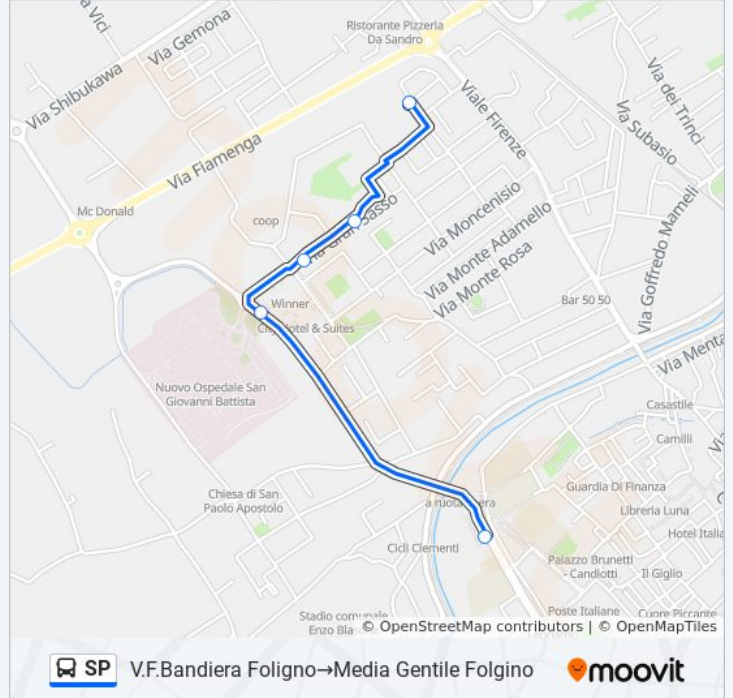 Ristorante Pizzeria
Da Sandro
Vici
Via Gemona
Via Shibukawa
Via dei Trinci
Viale Firenze
Via Subasio
Via Fiamenga
Mc Donald
coop
Sasso
Via Moncenisio
Via Goffredo Mameli
Via Monte Adamello
Via Monte Rosa
Winner
City Hotel & Suites
Bar 50 50
Via Menta
Nuovo Ospedale San
Giovanni Battista
Casastile
Camilli
Chiesa di San
Paolo Apostolo
a ruota
era
Guardia Di Finanza
Libreria Luna
Hotel Italia
Cicli Clementi
Palazzo Brunetti
- Candiotti
Il Giglio
Stadio comunale
Enzo Bla
Poste Italiane
Cuore Piccante
© OpenStreetMap contributors | © OpenMapTiles
SP
V.F.Bandiera Foligno→Media Gentile Folgino
moovit